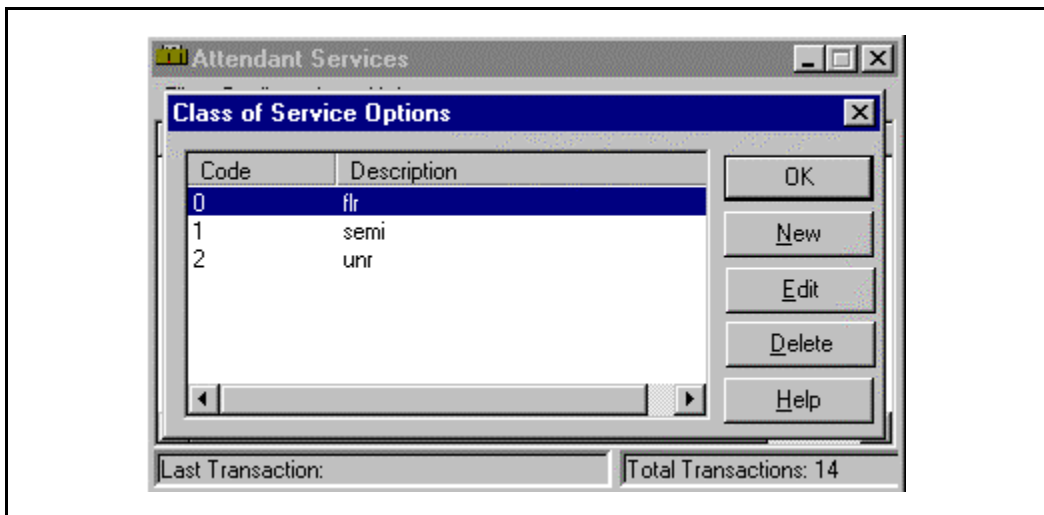 Attendant Services
Class of Service Options
Code Description
0 flr
1 semi
2 unr
OK
New
Edit
Delete
Help
Last Transaction:
Total Transactions: 14